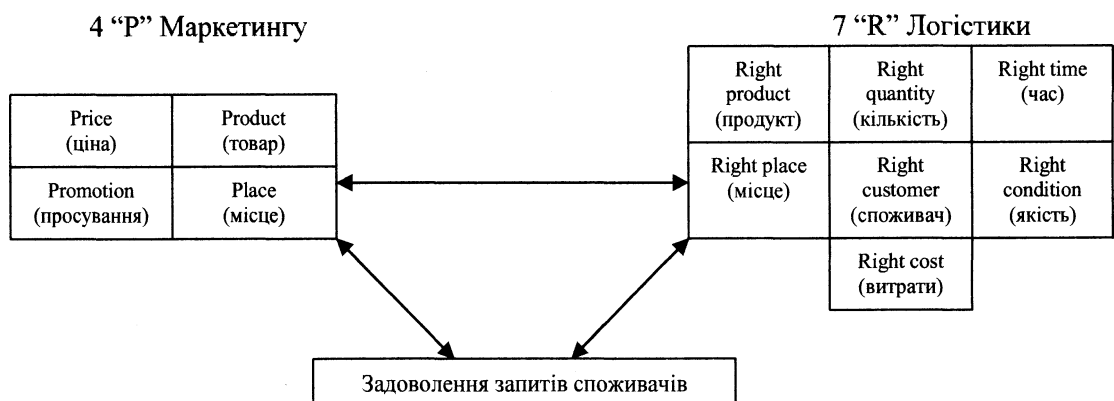 4 “P” Маркетингу
7 “R” Логістики
Price
(ціна)
Product
(товар)
Promotion
(просування)
Place
(місце)
Right
product
(продукт)
Right
quantity
(кількість)
Right time
(час)
Right place
(місце)
Right
customer
(споживач)
Right
condition
(якість)
Right cost
(витрати)
Задоволення запитів споживачів